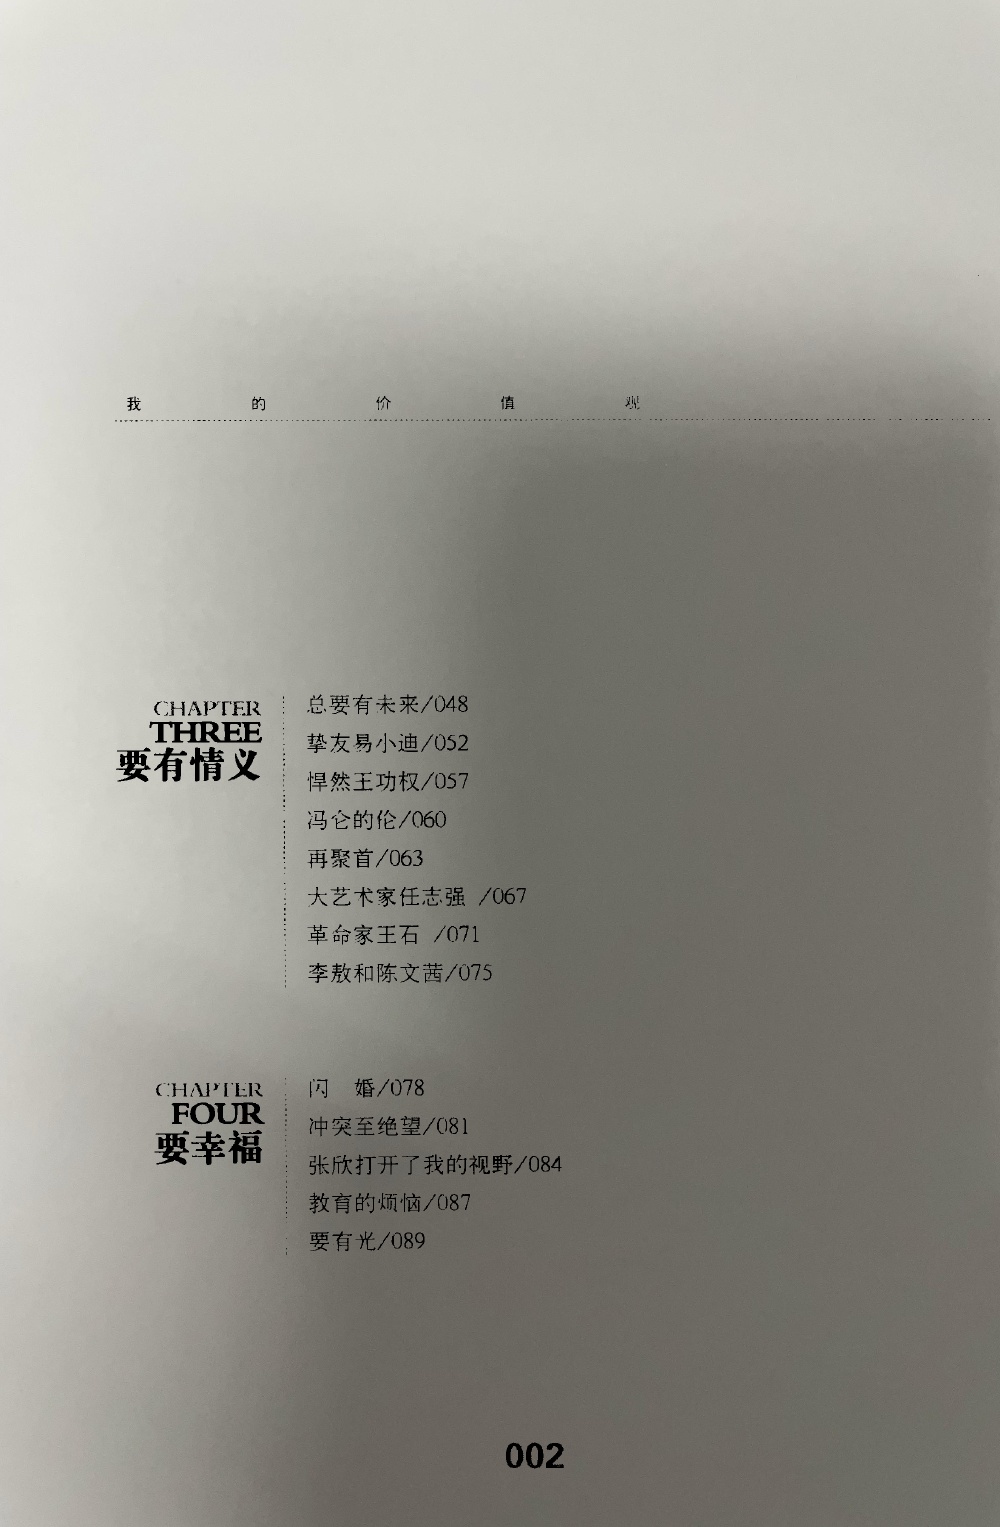 我的价值观
CHAPTER
THREE
要有情义
总要有未来/048
挚友易小迪/052
悍然王功权/057
冯仑的伦/060
再聚首/063
大艺术家任志强 /067
革命家王石 /071
李敖和陈文茜/075
CHAPTER
FOUR
要幸福
闪 婚/078
冲突至绝望/081
张欣打开了我的视野/084
教育的烦恼/087
要有光/089
002